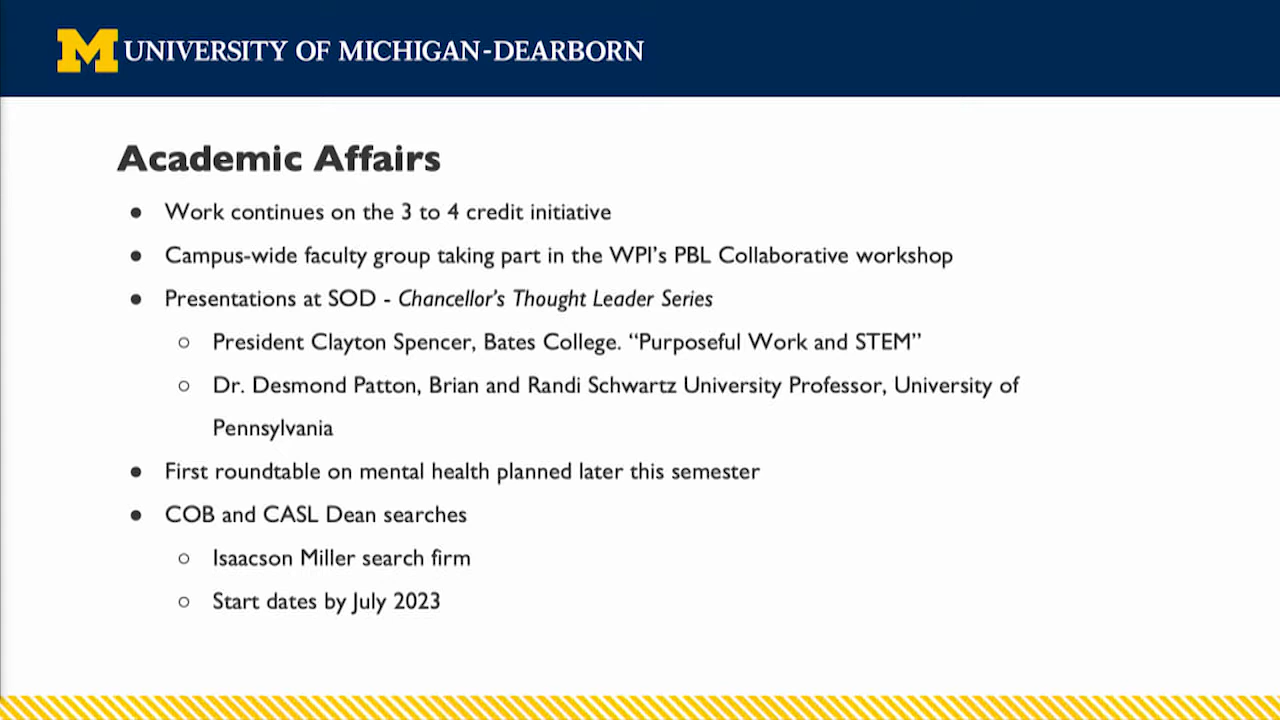 M UNIVERSITY OF MICHIGAN-DEARBORN
Academic Affairs
● Work continues on the 3 to 4 credit initiative
● Campus-wide faculty group taking part in the WPI's PBL Collaborative workshop
● Presentations at SOD - Chancellor's Thought Leader Series
○ President Clayton Spencer, Bates College. “Purposeful Work and STEM”
○ Dr. Desmond Patton, Brian and Randi Schwartz University Professor, University of
Pennsylvania
● First roundtable on mental health planned later this semester
● COB and CASL Dean searches
○ Isaacson Miller search firm
○ Start dates by July 2023